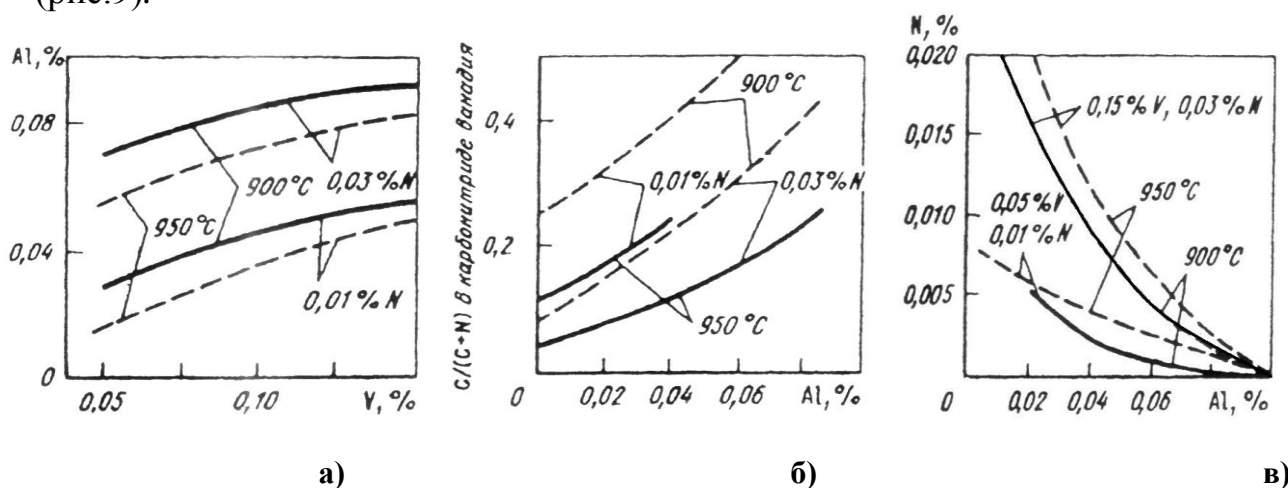 (рис.9).
Al, %
0,08
0,04
0
0,05
0,10
V, %
900°C
950°C
0,03%N
0,01%N
а)
C/(C+N) в карбонитриде ванадия
0,4
0,2
0
0,02
0,04
0,06
Al, %
900°C
0,01%N
0,03%N
950°C
б)
N, %
0,020
0,015
0,010
0,005
0
0,02
0,04
0,06
Al, %
0,15%V, 0,03%N
0,05%V
0,01%N
950°C
900°C
в)